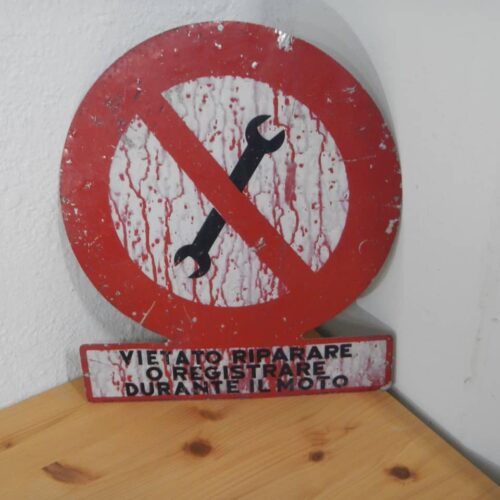 VIETATO RIPARARE
O REGISTRARE
DURANTE IL MOTO